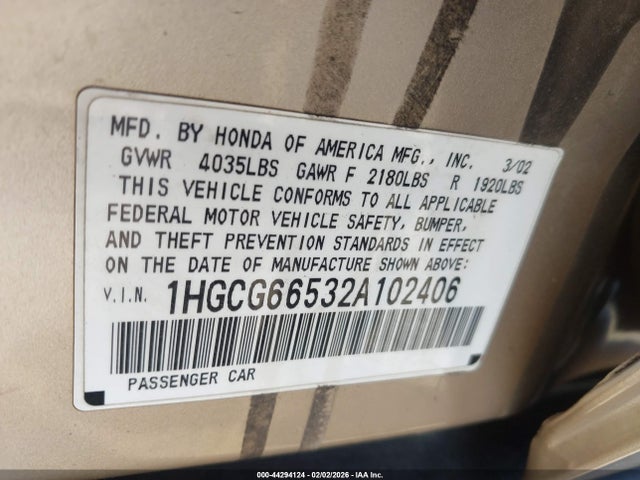 MFD. BY HONDA OF AMERICA MFG., INC. 3/02
GVWR 4035LBS GAWR F 2180LBS R 1920LBS
THIS VEHICLE CONFORMS TO ALL APPLICABLE
FEDERAL MOTOR VEHICLE SAFETY, BUMPER,
AND THEFT PREVENTION STANDARDS IN EFFECT
ON THE DATE OF MANUFACTURE SHOWN ABOVE:
V.I.N. 1HGCG66532A102406
PASSENGER CAR
000-44294124 - 02/02/2026 - IAA Inc.